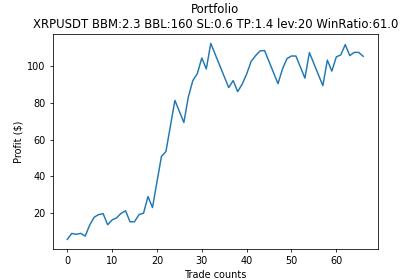 Portfolio
XRPUSDT BBM:2.3 BBL:160 SL:0.6 TP:1.4 lev:20 WinRatio:61.0
100
80
60
40
20
Profit ($)
0 10 20 30 40 50 60
Trade counts